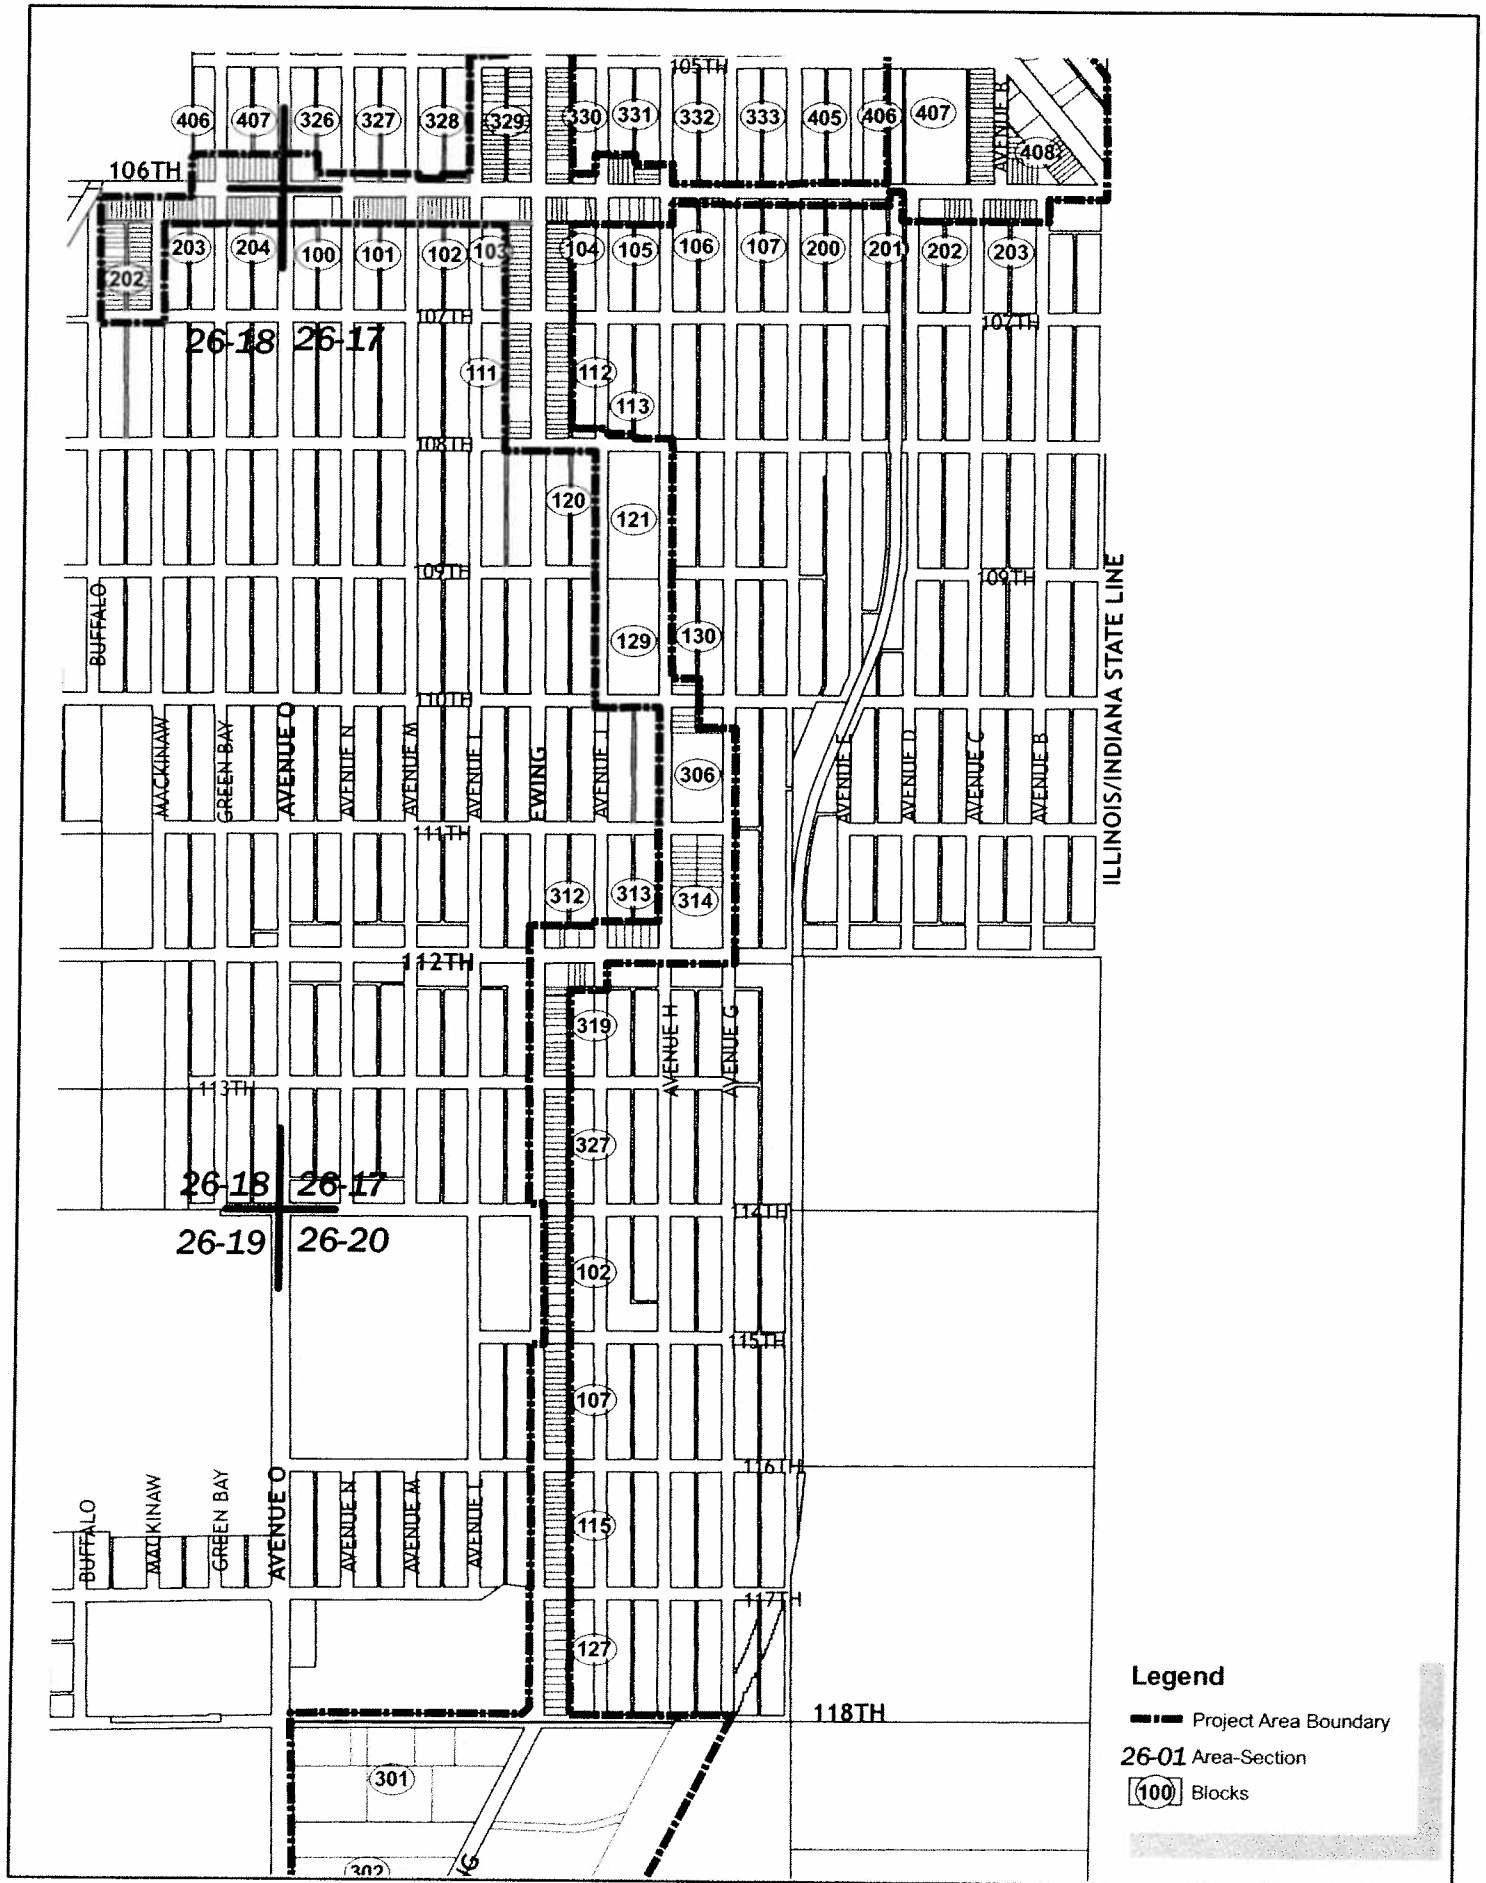 105TH
406 407 326 327 328 329 330 331 332 333 405 406 407 AVENUE B 408
106TH
203 204 100 101 102 103 104 105 106 107 200 201 202 203
202
107TH 107TH
26-18 26-17
111 112
113
108TH
120
121
109TH 109TH
BUFFALO
129 130
ILLINOIS/INDIANA STATE LINE
110TH
MACKINAW GREEN BAY AVENUE O AVENUE N AVENUE M AVENUE L EWING AVENUE J 306 AVENUE E AVENUE D AVENUE C AVENUE B
111TH
312 313 314
112TH
319 AVENUE H AVENUE G
113TH
327
26-18 26-17
114TH
26-19 26-20
102
115TH
107
116TH
BUFFALO MACKINAW GREEN BAY AVENUE O AVENUE N AVENUE M AVENUE L 115
117TH
127
118TH
301
302
Legend
Project Area Boundary
26-01 Area-Section
100 Blocks